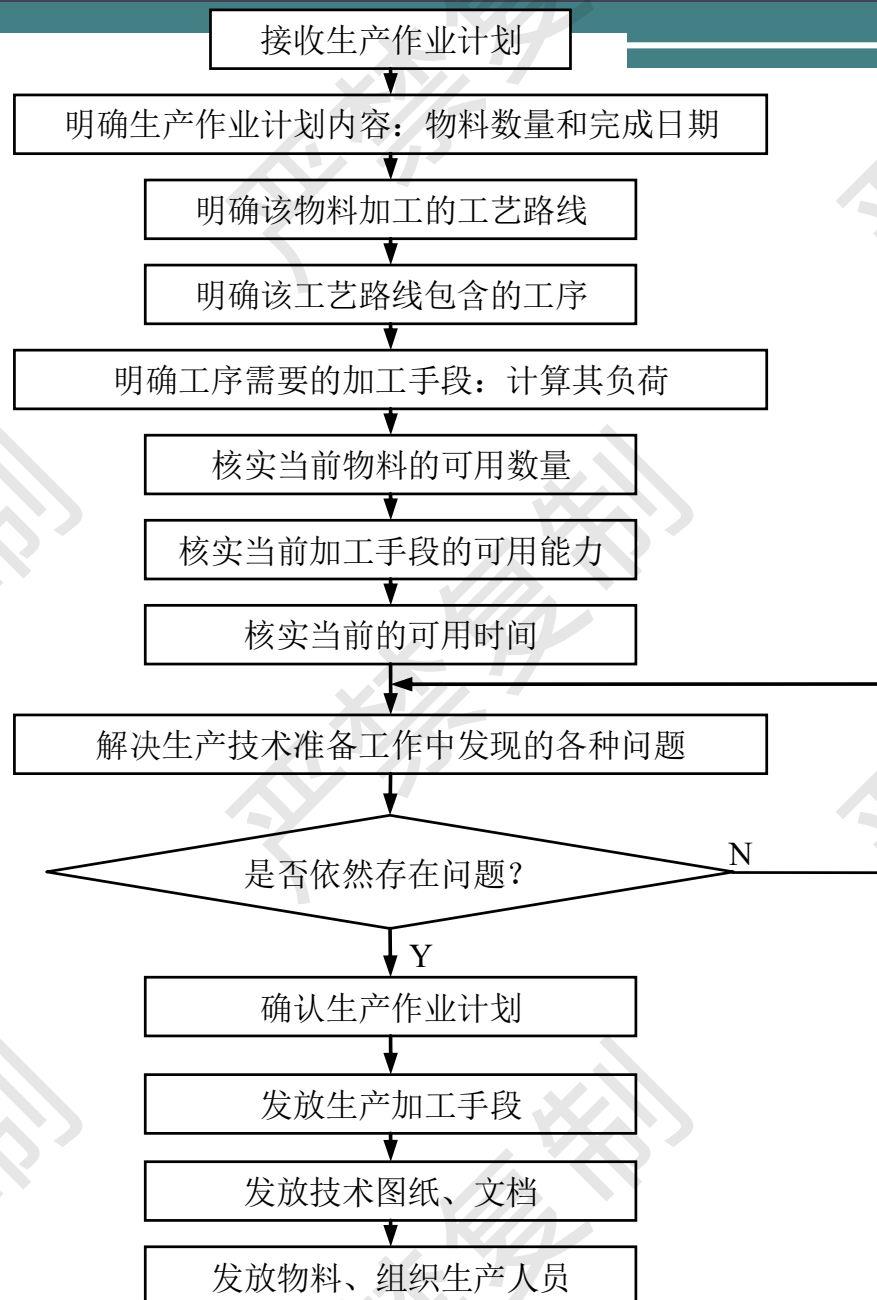 接收生产作业计划
明确生产作业计划内容：物料数量和完成日期
明确该物料加工的工艺路线
明确该工艺路线包含的工序
明确工序需要的加工手段：计算其负荷
核实当前物料的可用数量
核实当前加工手段的可用能力
核实当前的可用时间
解决生产技术准备工作中发现的各种问题
是否依然存在问题？
N
Y
确认生产作业计划
发放生产加工手段
发放技术图纸、文档
发放物料、组织生产人员
严禁复制